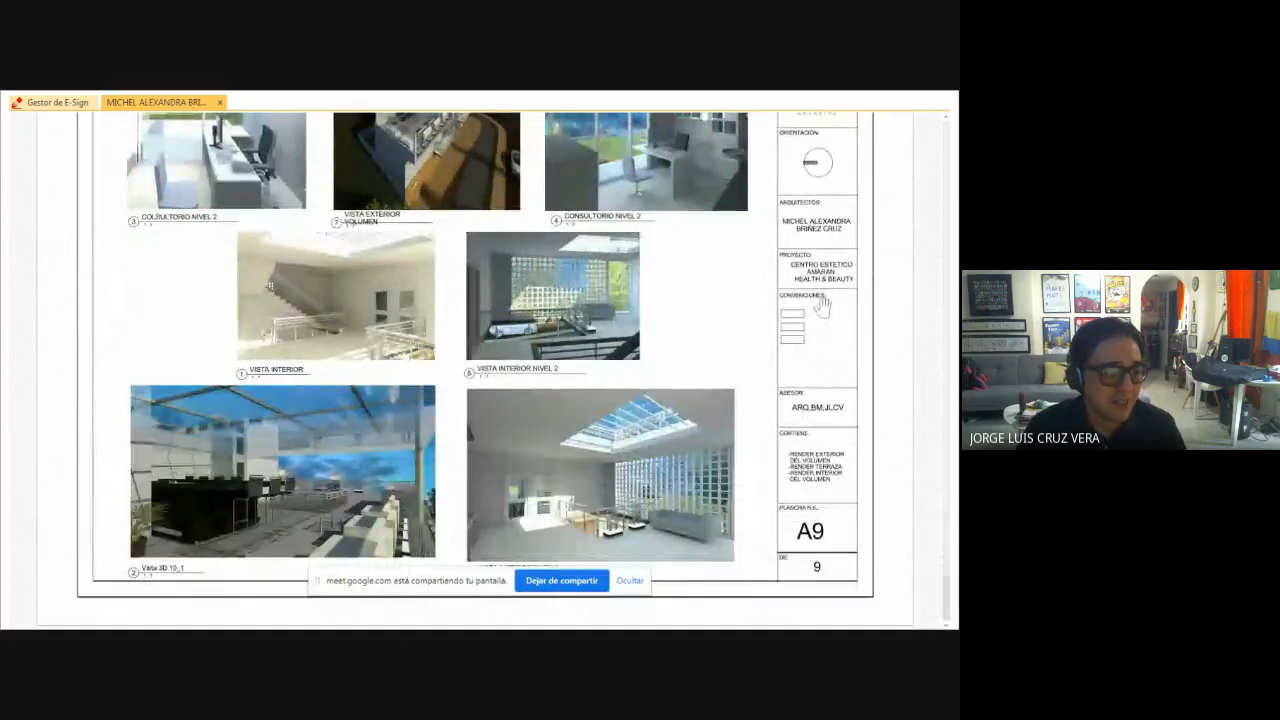 Gestor de E-Sign
MICHEL ALEXANDRA BRI...
ORIENTACIÓN:
3 COLSULTORIO NIVEL 2
7 VISTA EXTERIOR
VOLUMEN
4 CONSULTORIO NIVEL 2
ARQUITECTOS:
MICHEL ALEXANDRA
BRIÑEZ CRUZ
PROYECTO:
CENTRO ESTETICO
AMARAN
HEALTH & BEAUTY
CONVENCIONES:
1 VISTA INTERIOR
5 VISTA INTERIOR NIVEL 2
ASESOR:
ARQ.BM.JLCV
CONTIENE:
-RENDER EXTERIOR
DEL VOLUMEN
-RENDER TERRAZA
-RENDER INTERIOR
DEL VOLUMEN
A9
DE:
9
2 Vista 3D 10_1
meet.google.com está compartiendo tu pantalla.
Dejar de compartir
Ocultar
JORGE LUIS CRUZ VERA